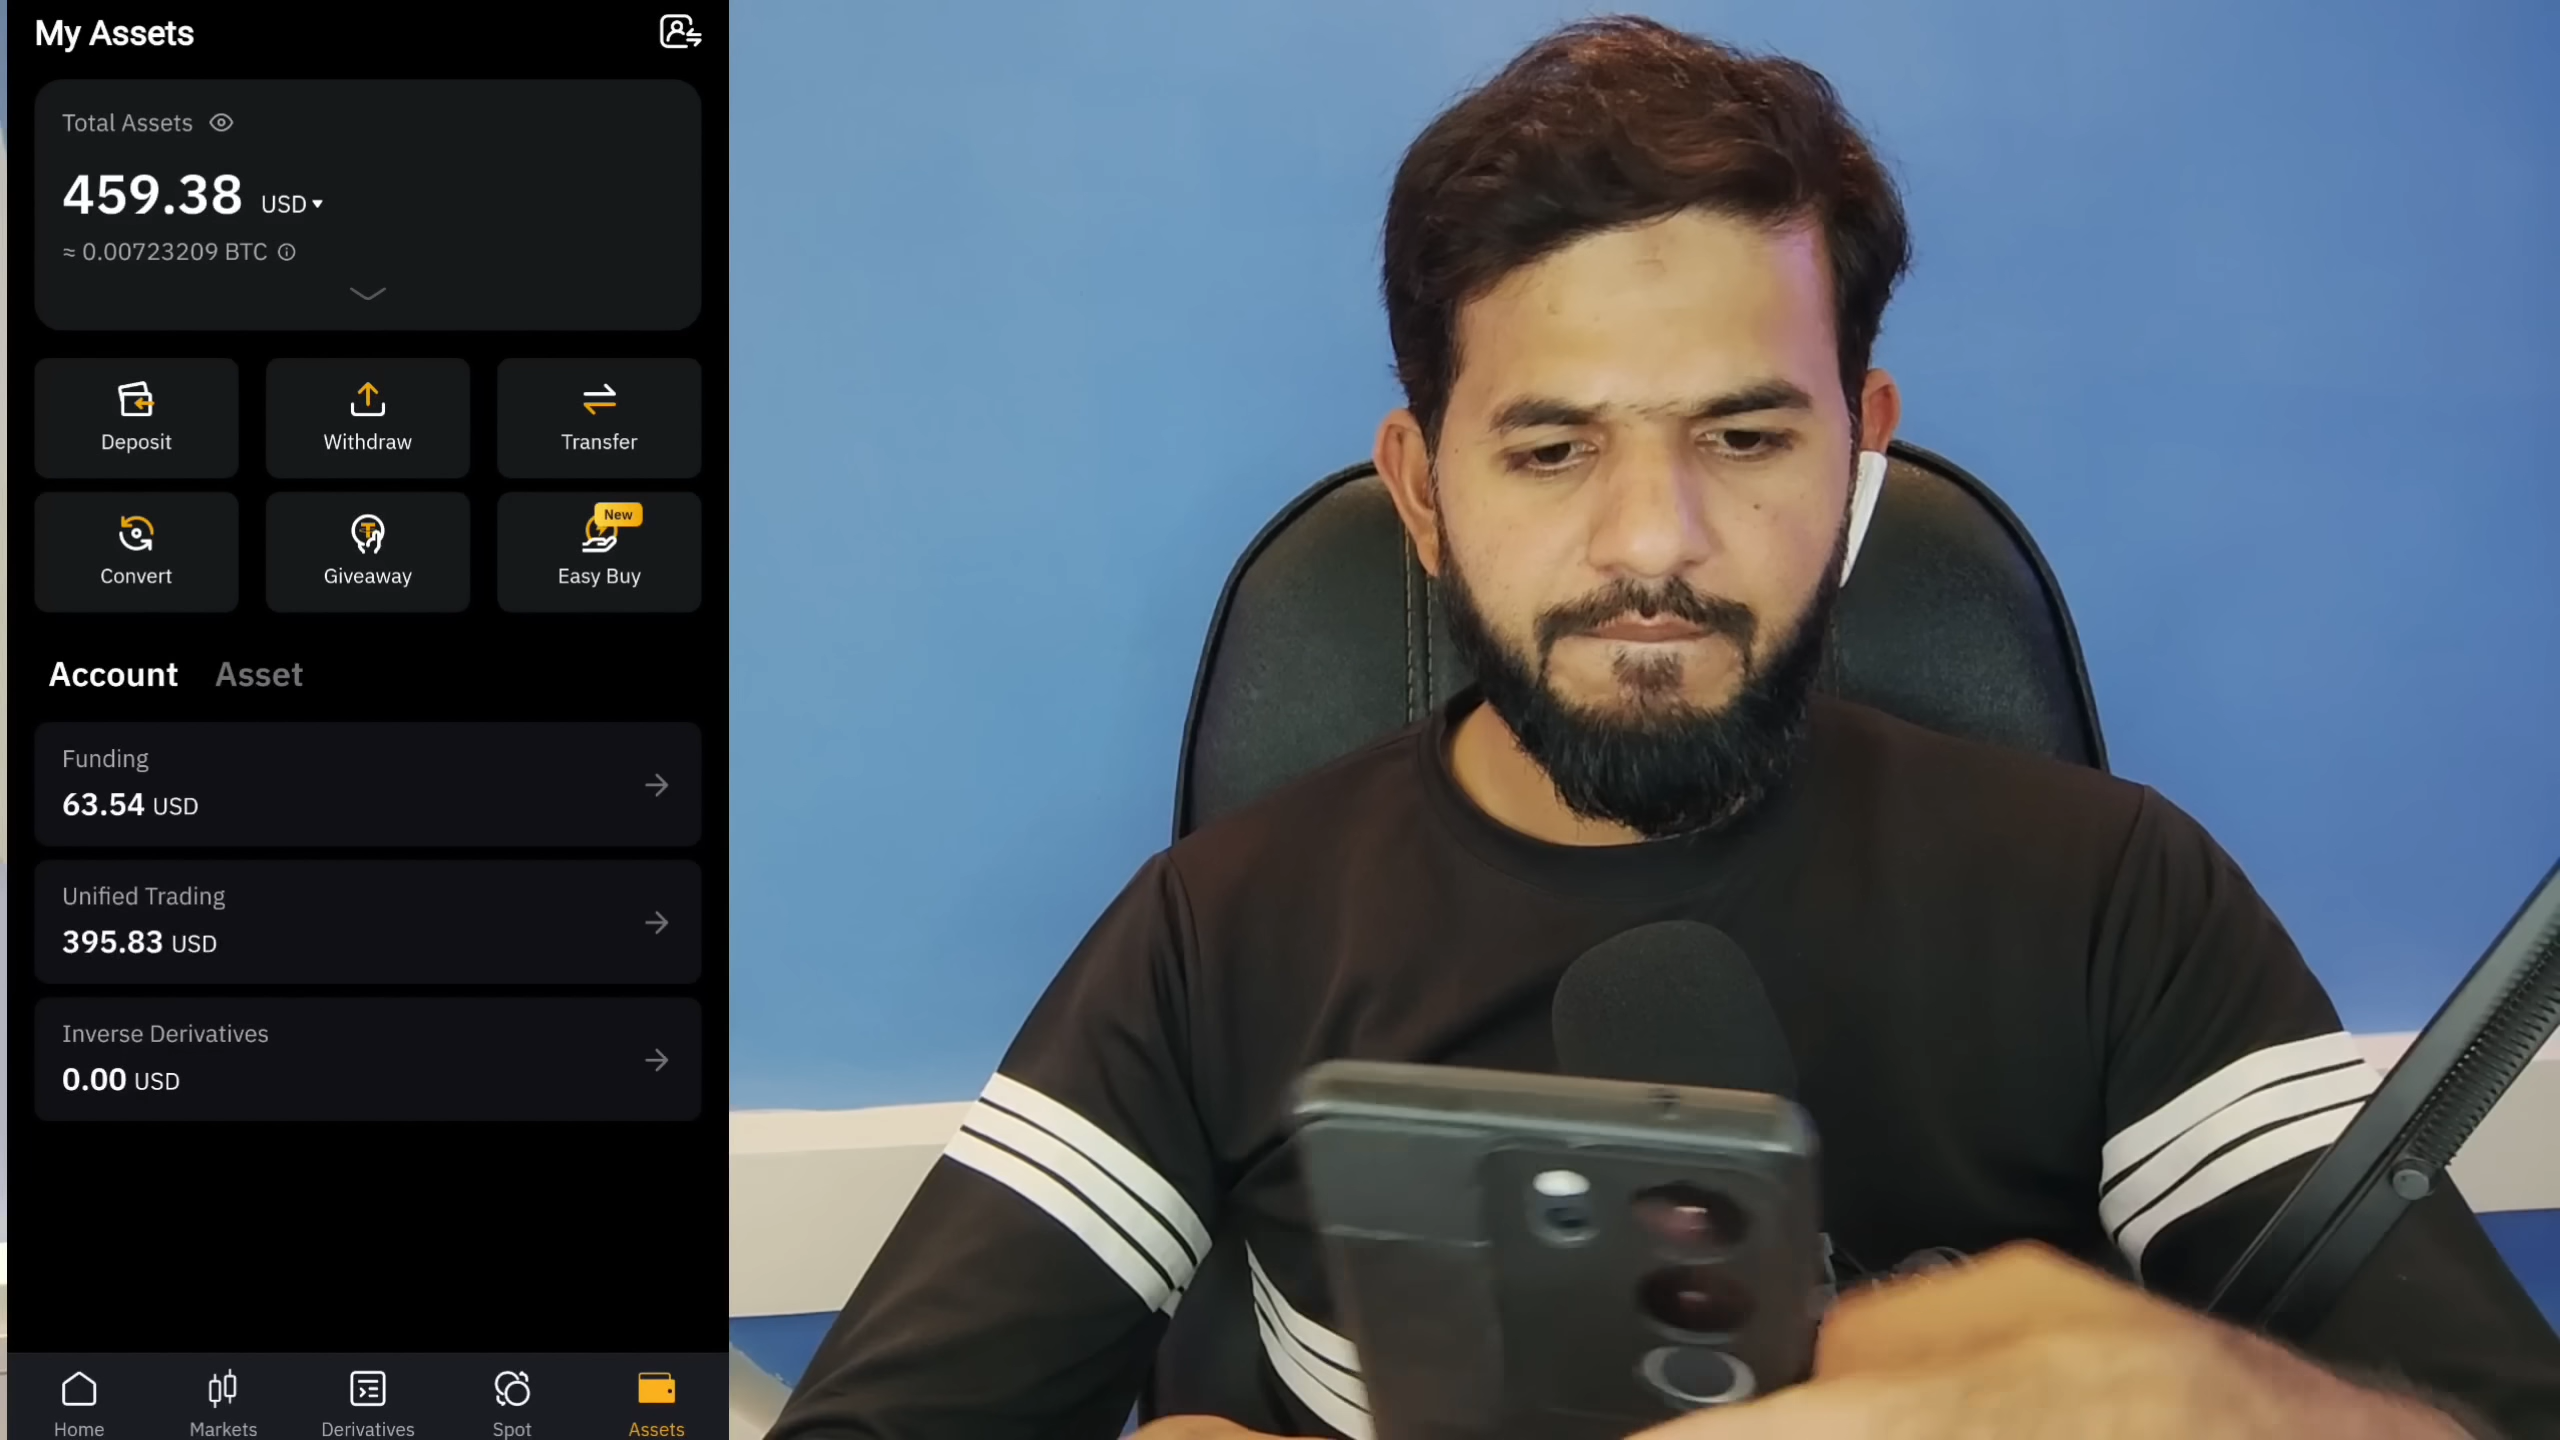 My Assets
Total Assets
459.38 USD
≈ 0.00723209 BTC
Deposit
Withdraw
Transfer
Convert
Giveaway
New
Easy Buy
Account
Asset
Funding
63.54 USD
Unified Trading
395.83 USD
Inverse Derivatives
0.00 USD
Home
Markets
Derivatives
Spot
Assets